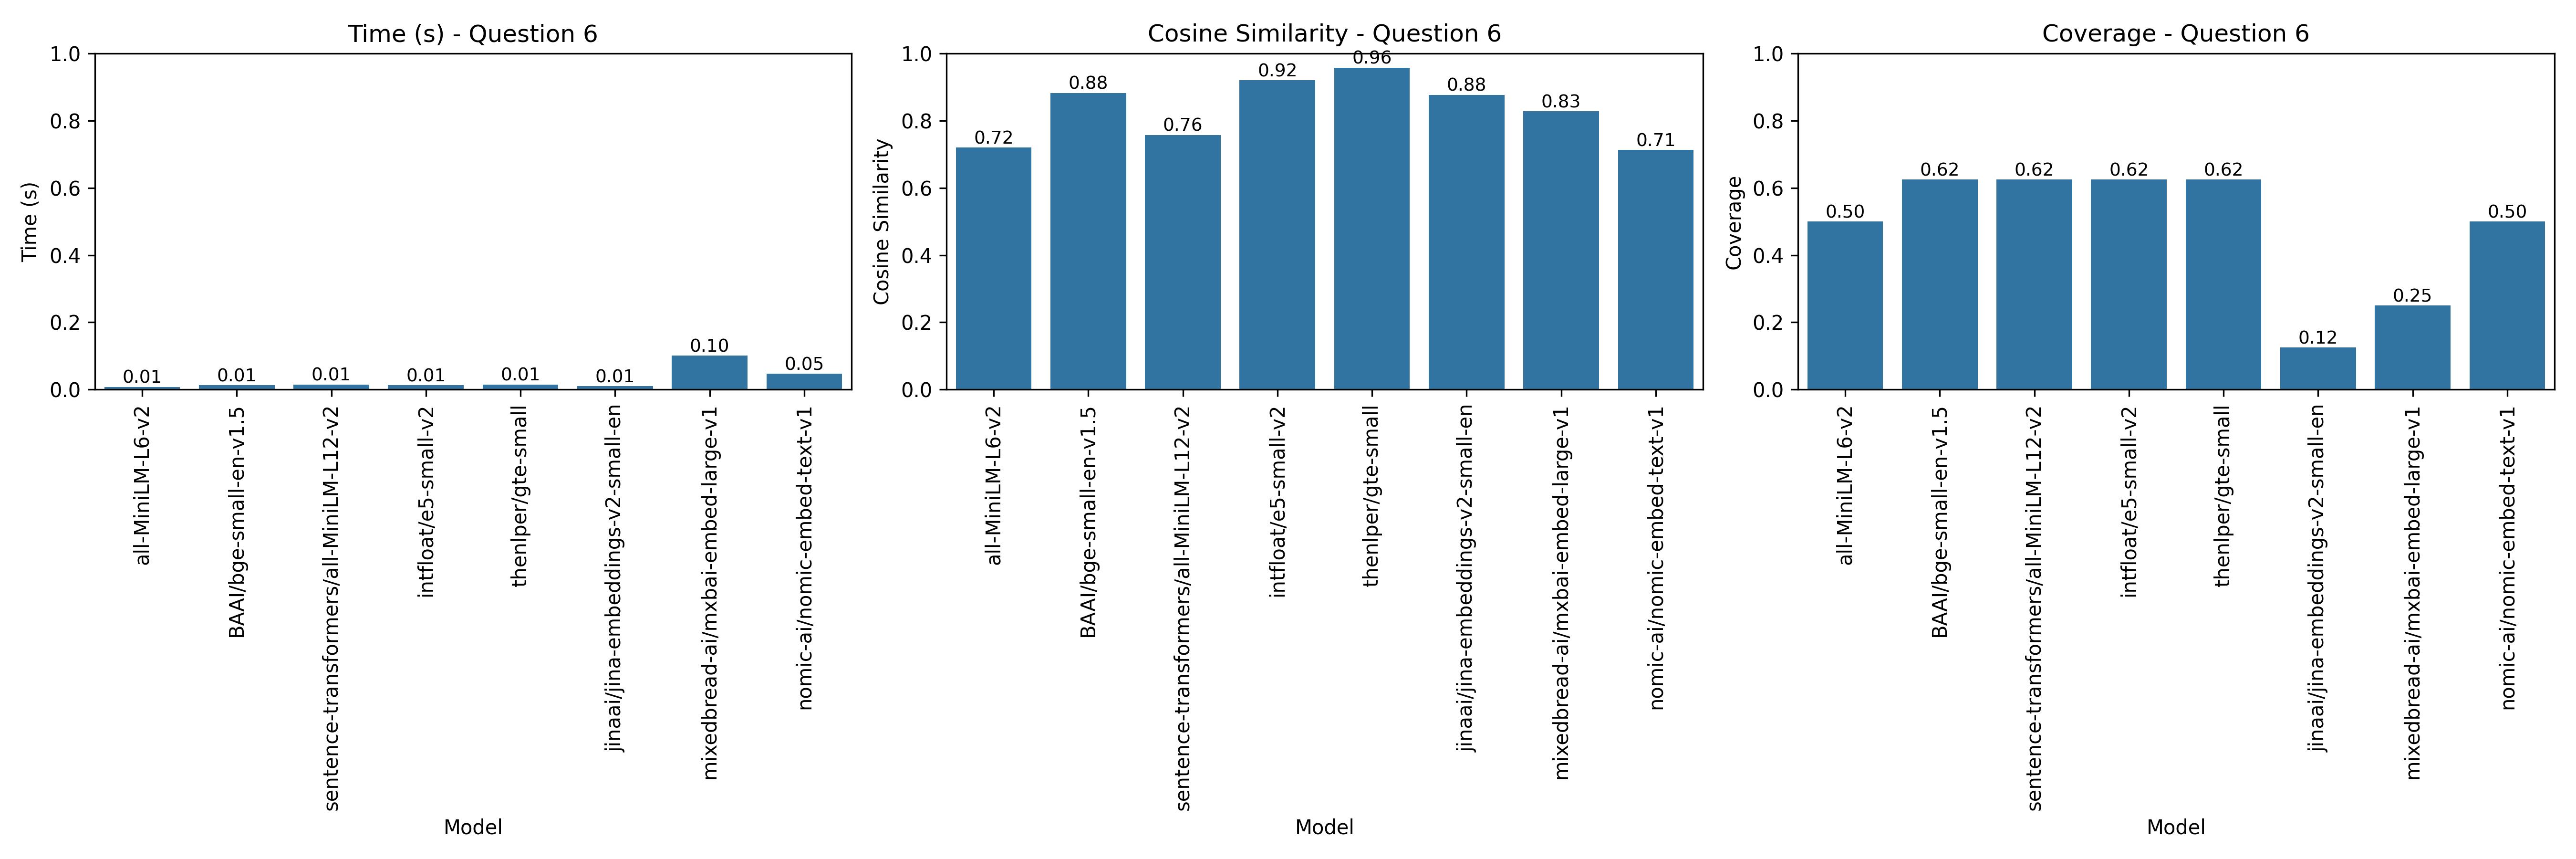 Time (s) - Question 6
1.0
0.8
0.6
0.4
0.2
0.0
Time (s)
0.01
0.01
0.01
0.01
0.01
0.01
0.10
0.05
all-MiniLM-L6-v2
BAAI/bge-small-en-v1.5
sentence-transformers/all-MiniLM-L12-v2
intfloat/e5-small-v2
thenlper/gte-small
jinaai/jina-embeddings-v2-small-en
mixedbread-ai/mxbai-embed-large-v1
nomic-ai/nomic-embed-text-v1
Model
Cosine Similarity - Question 6
1.0
0.8
0.6
0.4
0.2
0.0
Cosine Similarity
0.72
0.88
0.76
0.92
0.96
0.88
0.83
0.71
all-MiniLM-L6-v2
BAAI/bge-small-en-v1.5
sentence-transformers/all-MiniLM-L12-v2
intfloat/e5-small-v2
thenlper/gte-small
jinaai/jina-embeddings-v2-small-en
mixedbread-ai/mxbai-embed-large-v1
nomic-ai/nomic-embed-text-v1
Model
Coverage - Question 6
1.0
0.8
0.6
0.4
0.2
0.0
Coverage
0.50
0.62
0.62
0.62
0.62
0.12
0.25
0.50
all-MiniLM-L6-v2
BAAI/bge-small-en-v1.5
sentence-transformers/all-MiniLM-L12-v2
intfloat/e5-small-v2
thenlper/gte-small
jinaai/jina-embeddings-v2-small-en
mixedbread-ai/mxbai-embed-large-v1
nomic-ai/nomic-embed-text-v1
Model